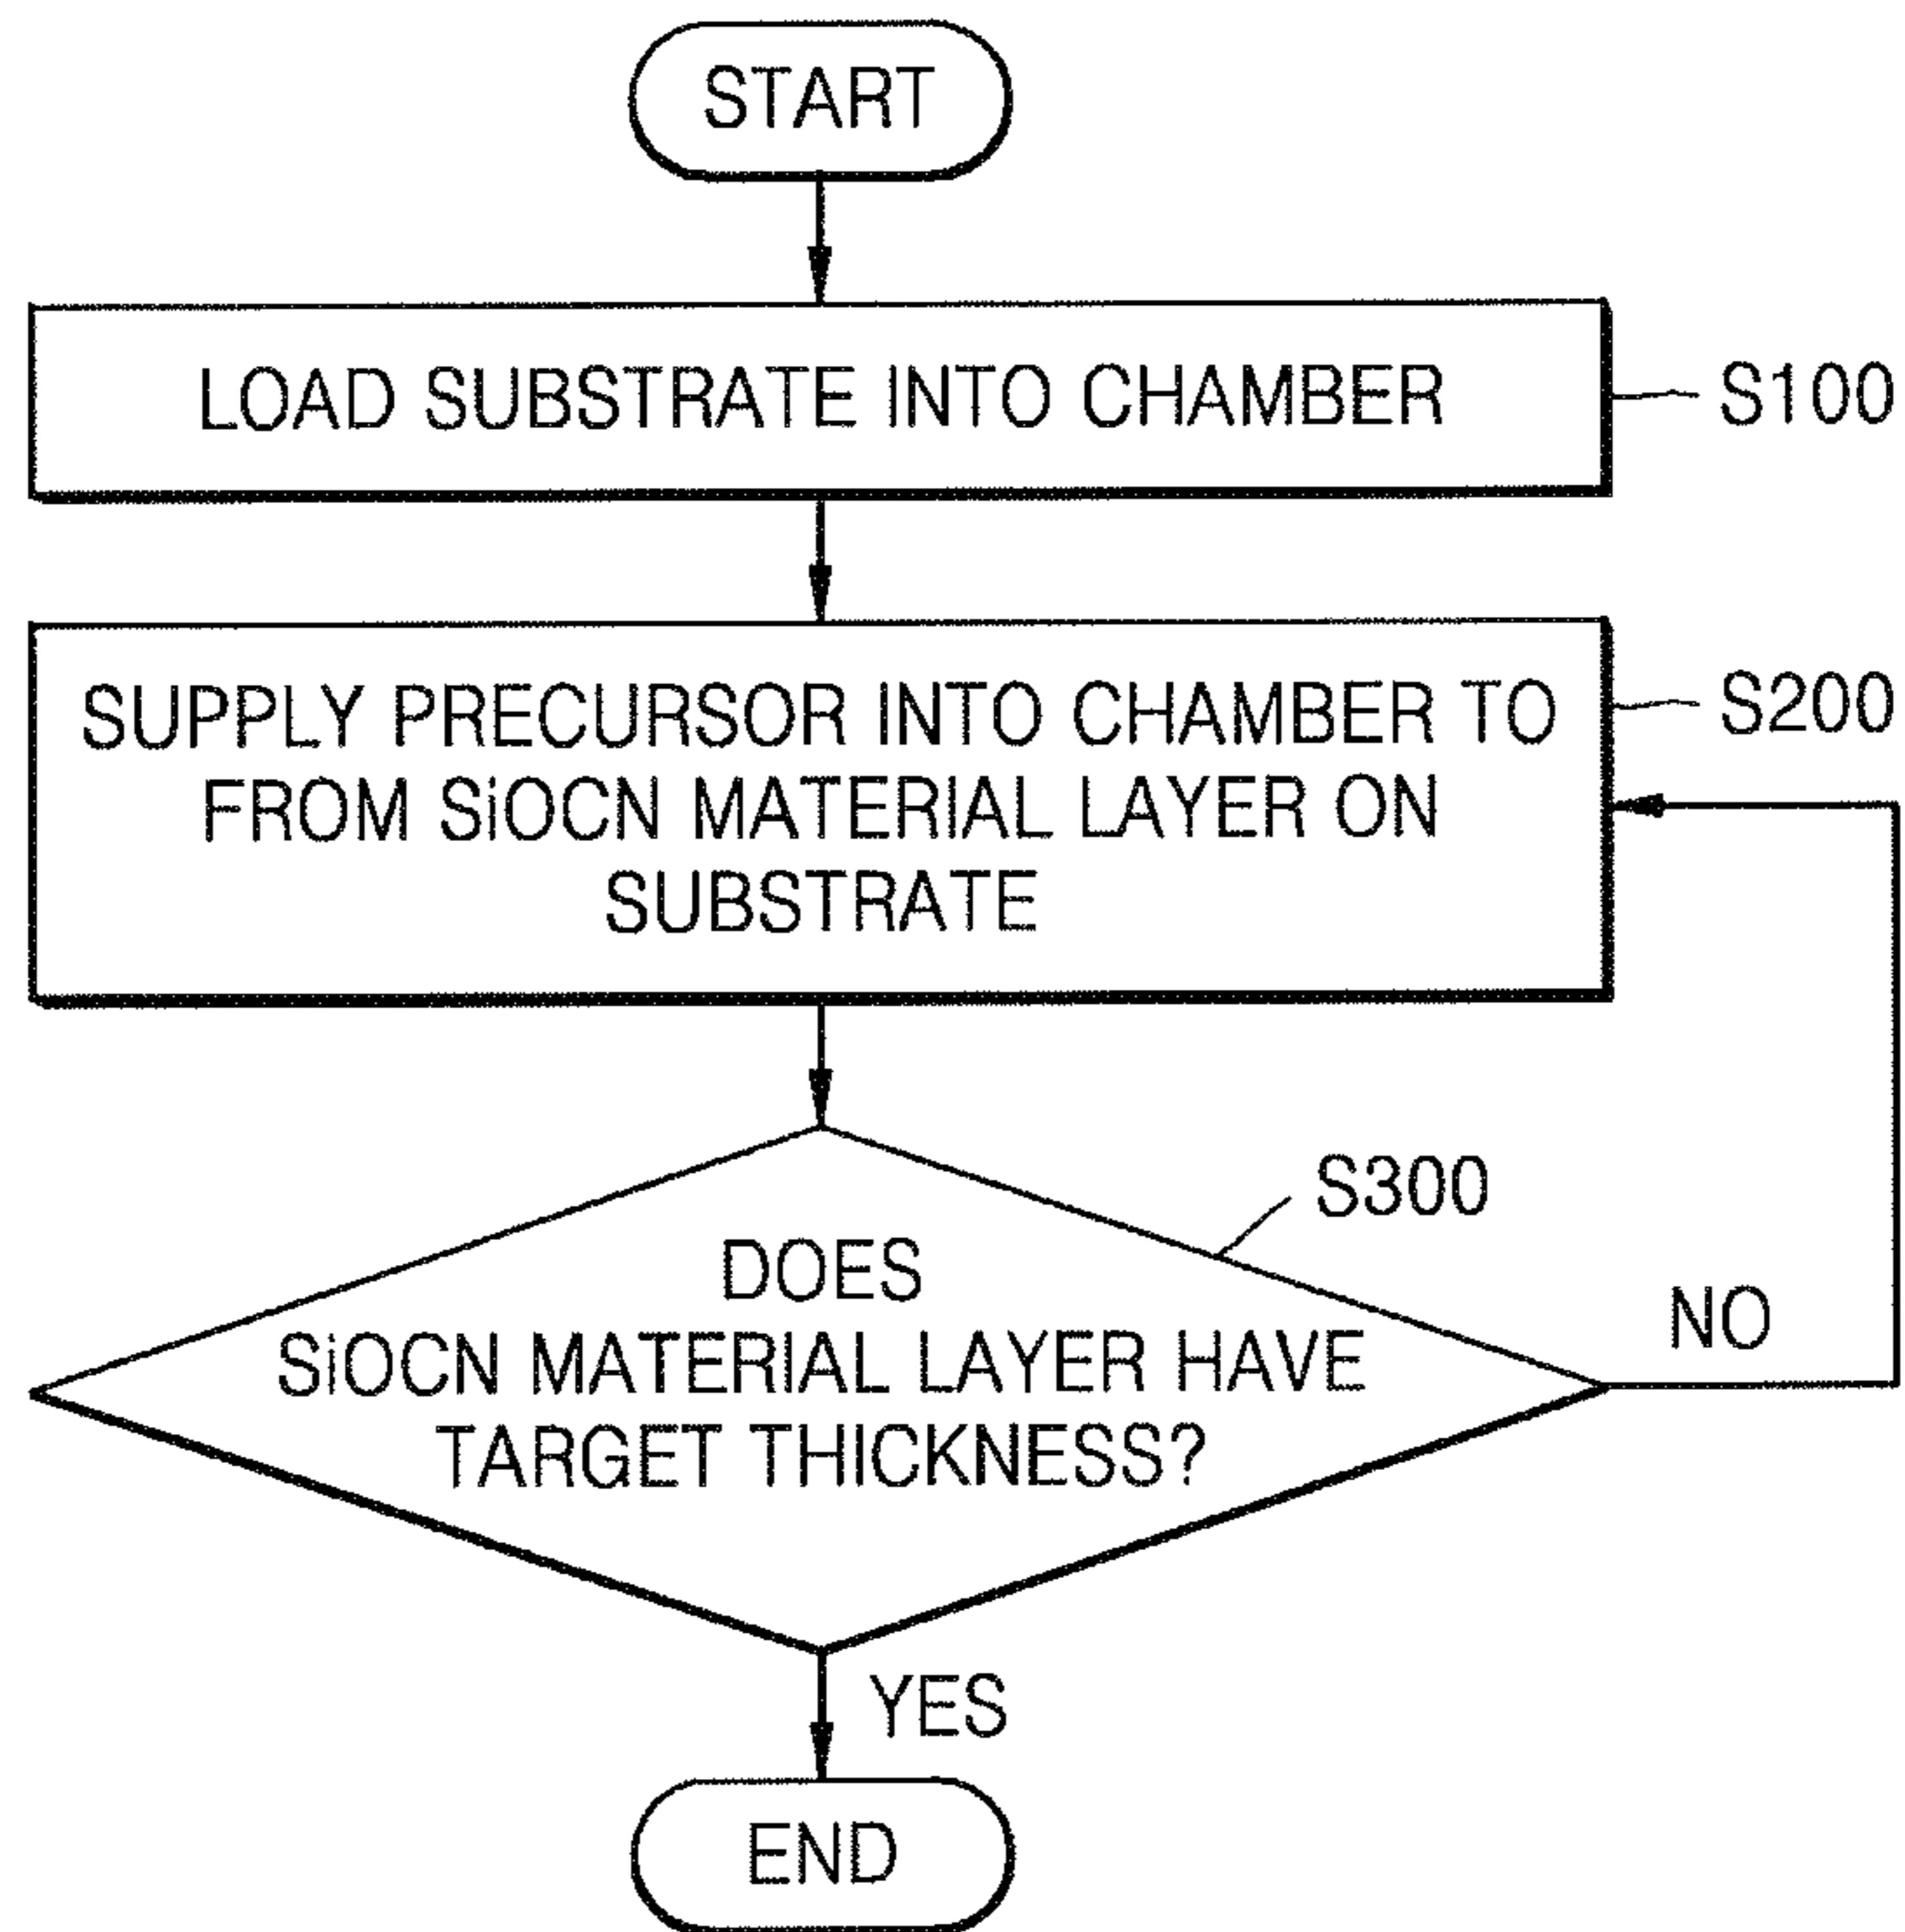 START
LOAD SUBSTRATE INTO CHAMBER
S100
SUPPLY PRECURSOR INTO CHAMBER TO
FROM SiOCN MATERIAL LAYER ON
SUBSTRATE
S200
S300
DOES
SiOCN MATERIAL LAYER HAVE
TARGET THICKNESS?
NO
YES
END